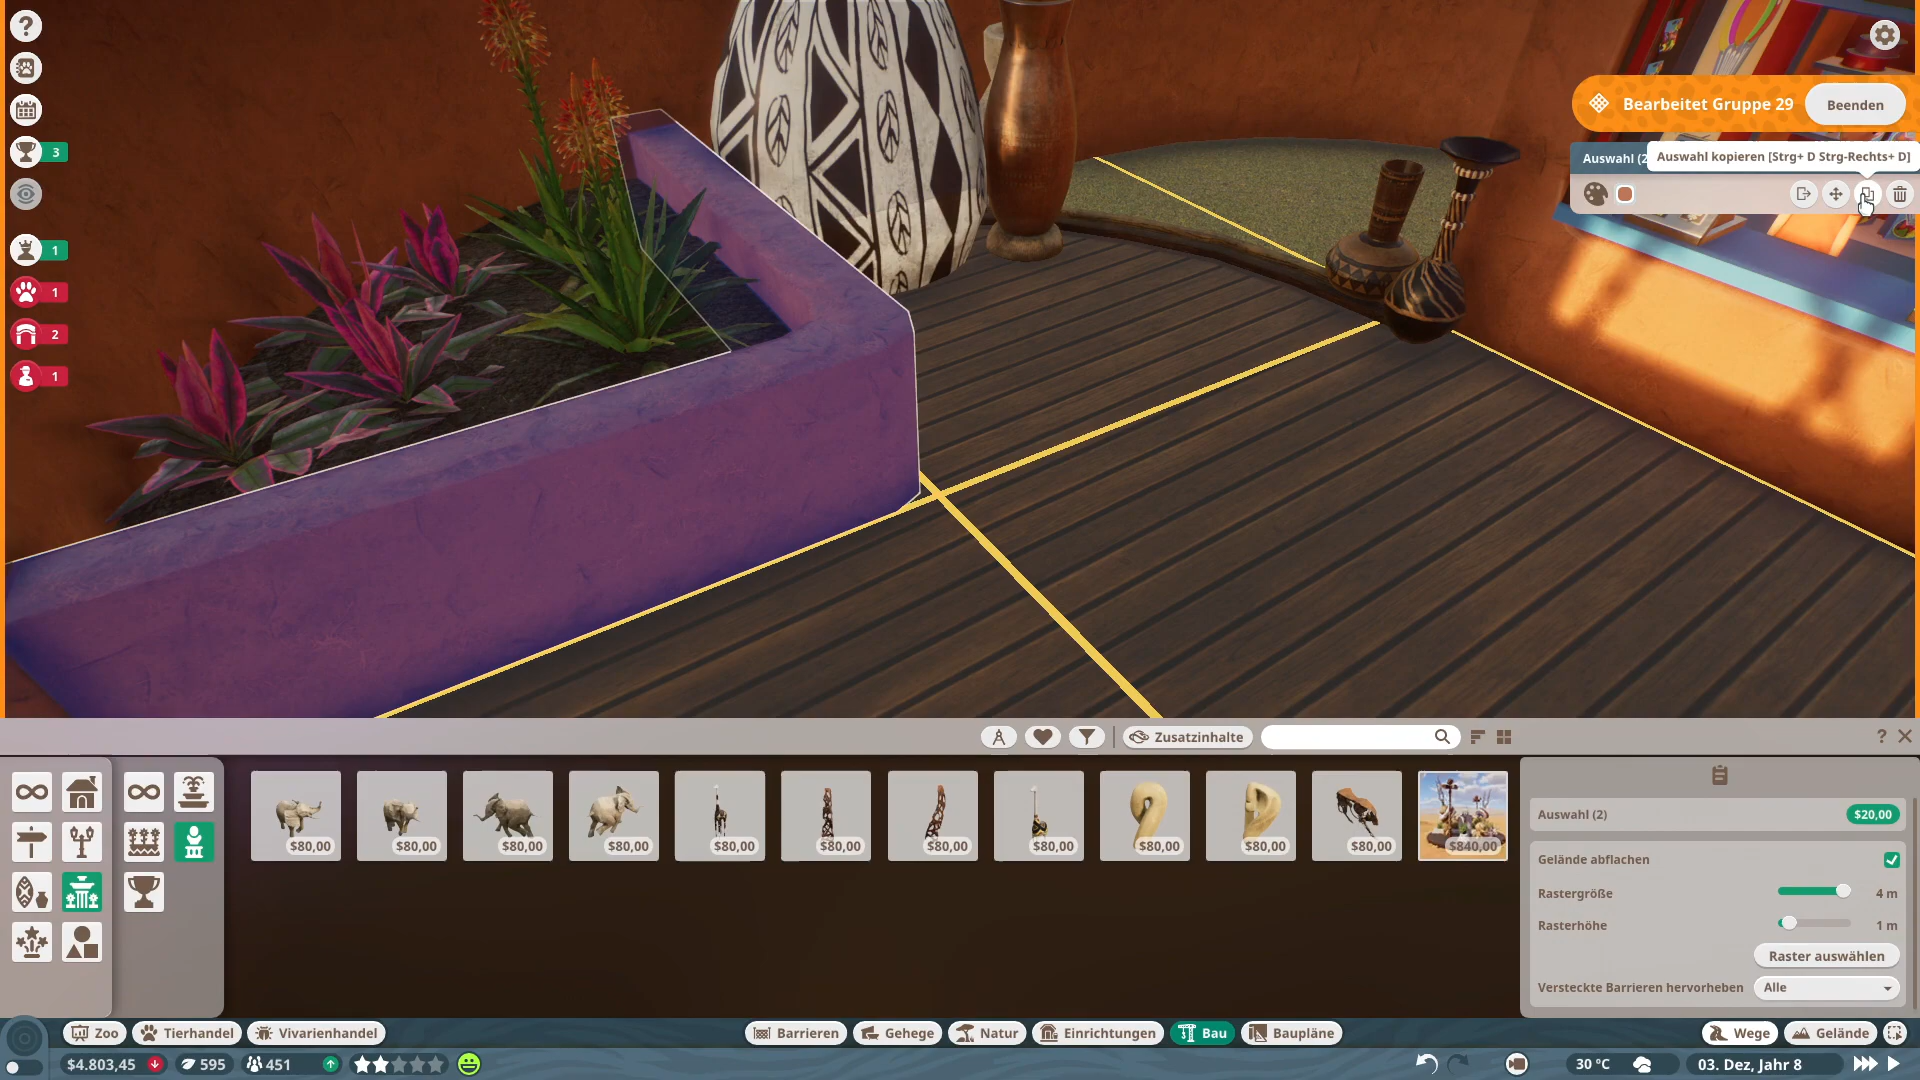 Bearbeitet Gruppe 29
Beenden
Auswahl (2
Auswahl kopieren [Strg+ D Strg-Rechts+ D]
?
3
1
1
2
1
Zusatzinhalte
?
$80,00
$80,00
$80,00
$80,00
$80,00
$80,00
$80,00
$80,00
$80,00
$80,00
$80,00
$840,00
Auswahl (2)
$20,00
Gelände abflachen
Rastergröße
4 m
Rasterhöhe
1 m
Raster auswählen
Versteckte Barrieren hervorheben
Alle
Zoo
Tierhandel
Vivarienhandel
Barrieren
Gehege
Natur
Einrichtungen
Bau
Baupläne
Wege
Gelände
$4.803,45
595
451
30 °C
03. Dez, Jahr 8